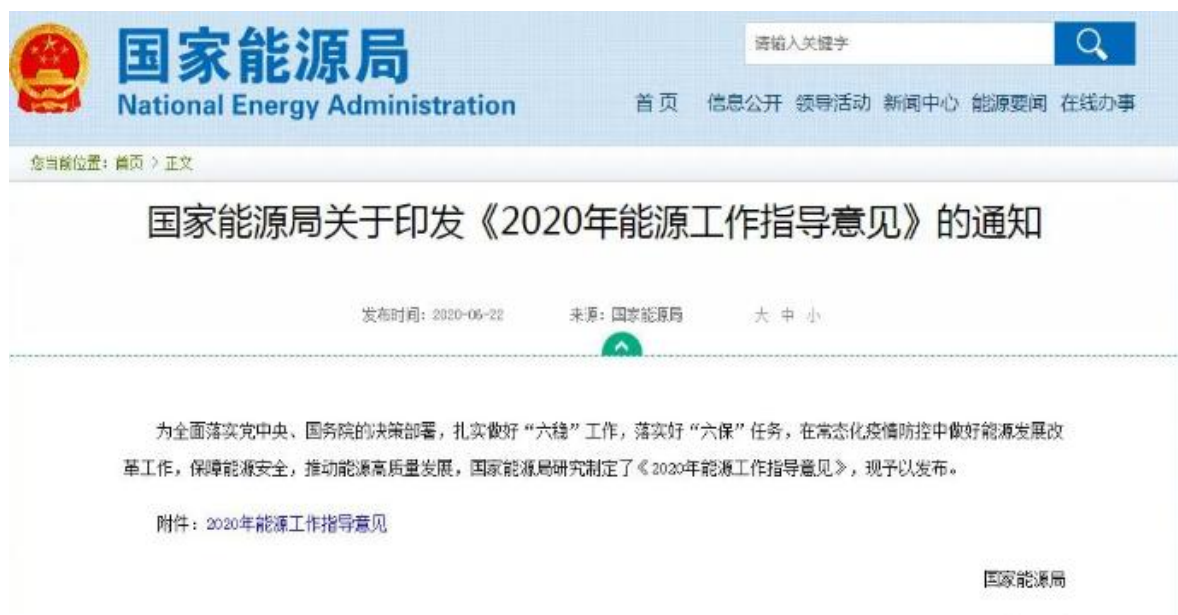 国家能源局
National Energy Administration
请输入关键字
首页 信息公开 领导活动 新闻中心 能源要闻 在线办事
您当前位置：首页 > 正文
国家能源局关于印发《2020年能源工作指导意见》的通知
发布时间：2020-06-22 来源：国家能源局 大 中 小
为全面落实党中央、国务院的决策部署，扎实做好“六稳”工作，落实好“六保”任务，在常态化疫情防控中做好能源发展改
革工作，保障能源安全，推动能源高质量发展，国家能源局研究制定了《2020年能源工作指导意见》，现予以发布。
附件：2020年能源工作指导意见
国家能源局